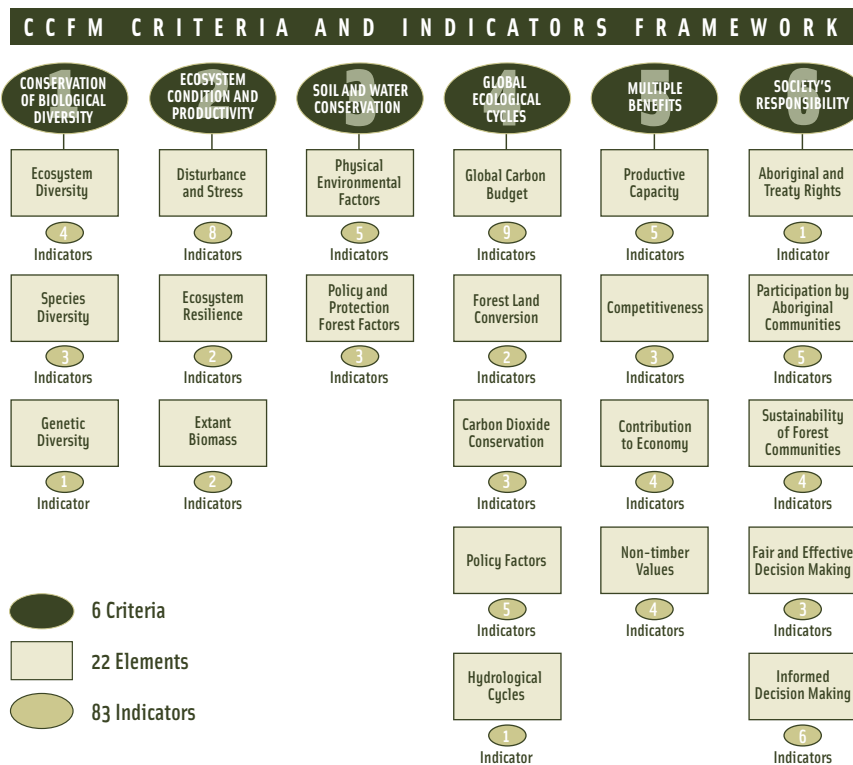 CCFM CRITERIA AND INDICATORS FRAMEWORK
1
CONSERVATION
OF BIOLOGICAL
DIVERSITY
Ecosystem
Diversity
4
Indicators
Species
Diversity
3
Indicators
Genetic
Diversity
1
Indicator
2
ECOSYSTEM
CONDITION AND
PRODUCTIVITY
Disturbance
and Stress
8
Indicators
Ecosystem
Resilience
2
Indicators
Extant
Biomass
2
Indicators
3
SOIL AND WATER
CONSERVATION
Physical
Environmental
Factors
5
Indicators
Policy and
Protection
Forest Factors
3
Indicators
4
GLOBAL
ECOLOGICAL
CYCLES
Global Carbon
Budget
9
Indicators
Forest Land
Conversion
2
Indicators
Carbon Dioxide
Conservation
3
Indicators
Policy Factors
5
Indicators
Hydrological
Cycles
1
Indicator
5
MULTIPLE
BENEFITS
Productive
Capacity
5
Indicators
Competitiveness
3
Indicators
Contribution
to Economy
4
Indicators
Non-timber
Values
4
Indicators
6
SOCIETY'S
RESPONSIBILITY
Aboriginal and
Treaty Rights
1
Indicator
Participation by
Aboriginal
Communities
5
Indicators
Sustainability
of Forest
Communities
4
Indicators
Fair and Effective
Decision Making
3
Indicators
Informed
Decision Making
6
Indicators
6 Criteria
22 Elements
83 Indicators